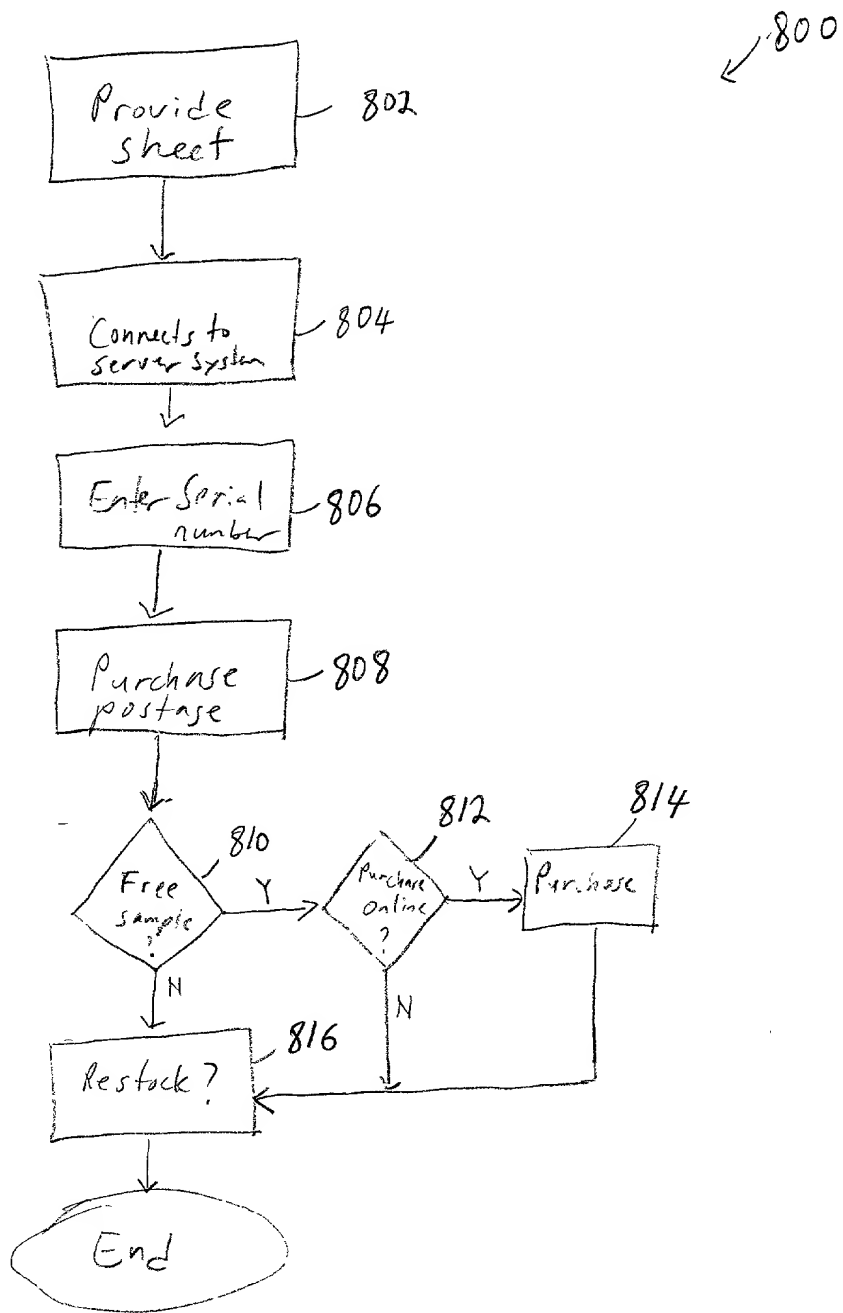 800
Provide
sheet
802
Connects to
server system
804
Enter Serial
number
806
Purchase
postage
808
810
Free
sample
?
Y
N
812
Purchase
online
?
Y
N
814
Purchase
816
Restock?
End